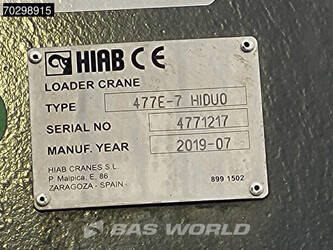 70298915
HIAB CE
LOADER CRANE
TYPE 477E-7 HIDUO
SERIAL NO 4771217
MANUF. YEAR 2019-07
HIAB CRANES S.L.
P. Malpica, E, 86
ZARAGOZA - SPAIN -
899 1502
BAS WORLD